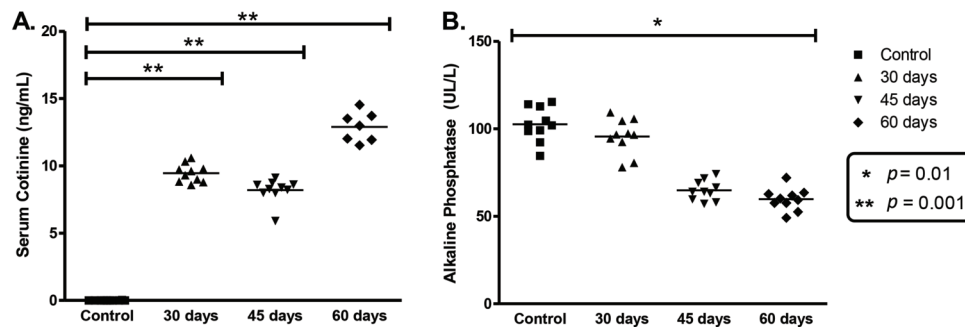 A.
**
**
**
Serum Cotinine (ng/mL)
20
15
10
5
0
Control 30 days 45 days 60 days
B.
*
Alkaline Phosphatase (UL/L)
150
100
50
0
Control 30 days 45 days 60 days
Control
30 days
45 days
60 days
* p = 0.01
** p = 0.001